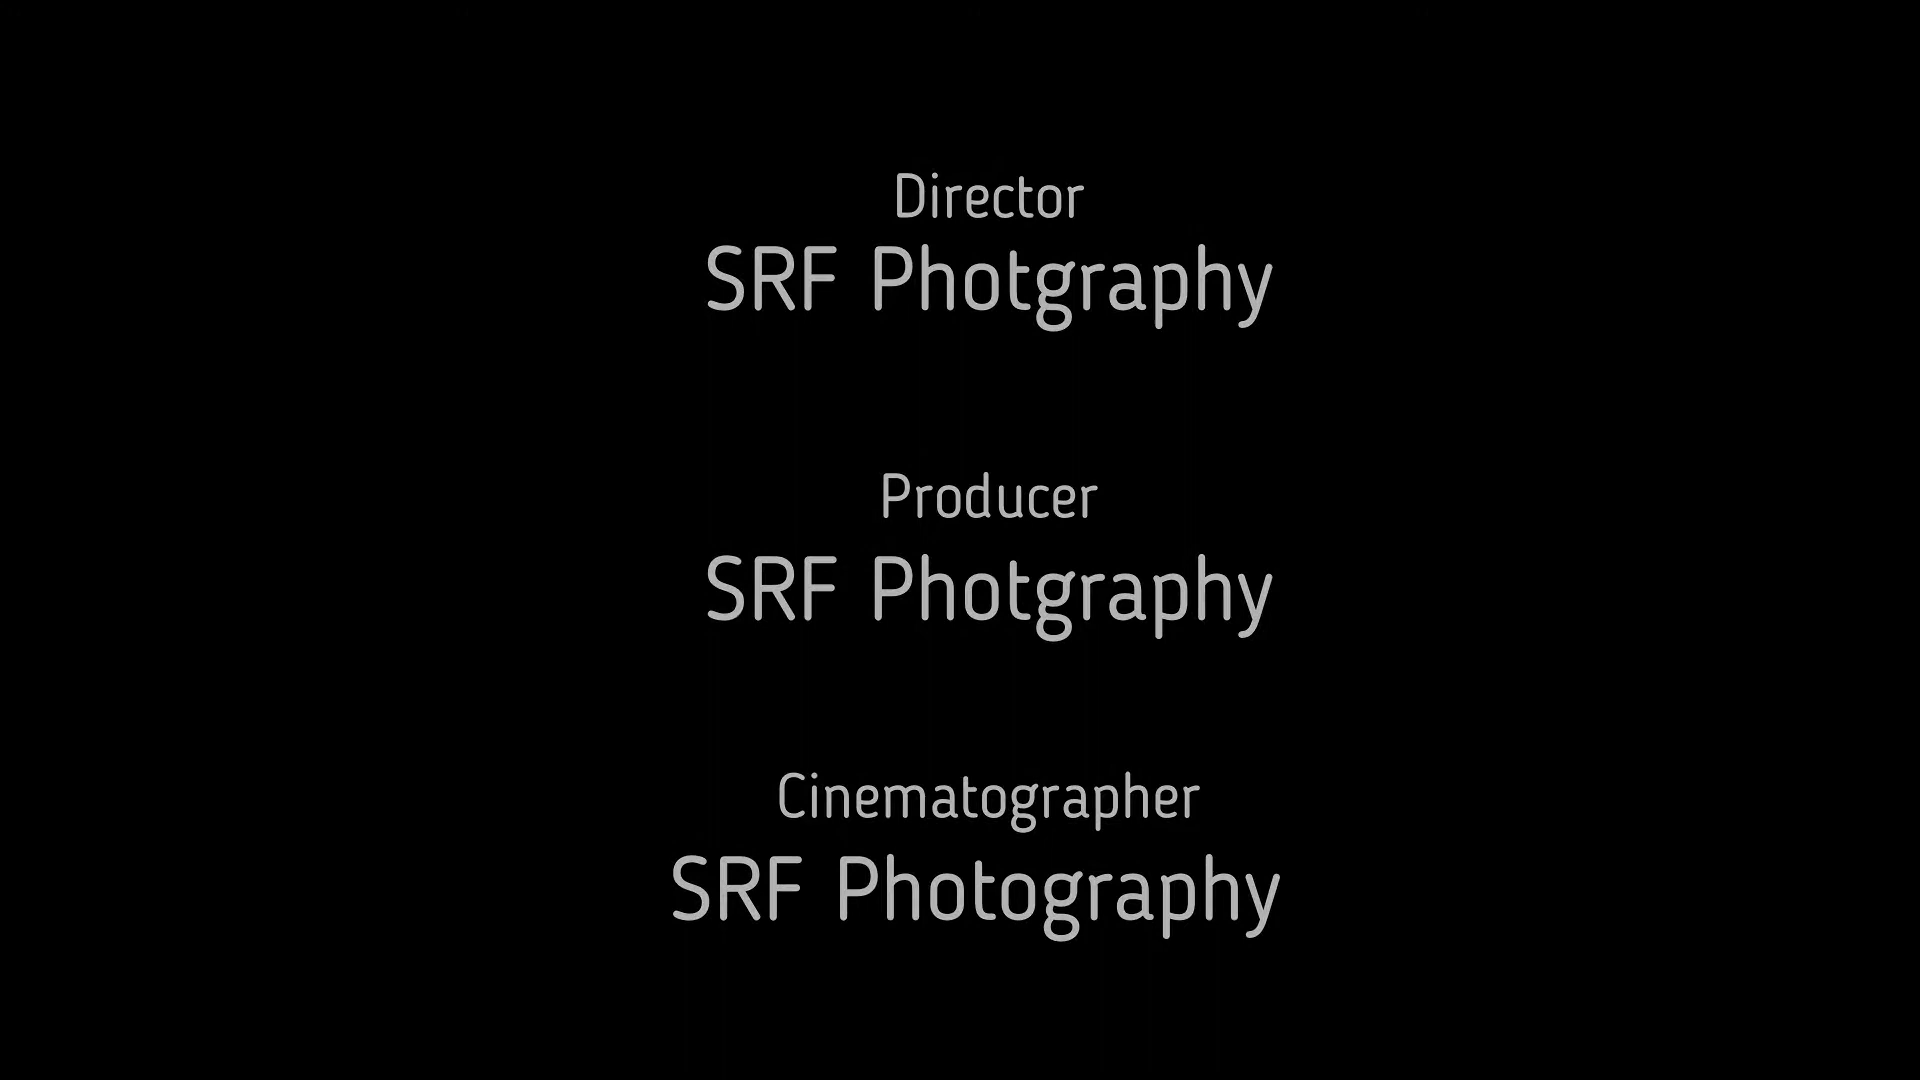 Director
SRF Photgraphy
Producer
SRF Photgraphy
Cinematographer
SRF Photography